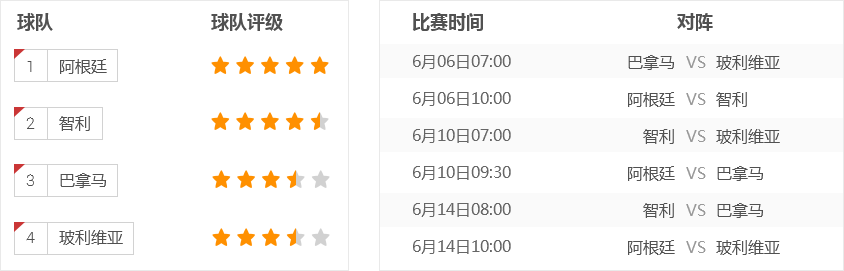 球队 球队评级
1 阿根廷
2 智利
3 巴拿马
4 玻利维亚
比赛时间 对阵
6月06日07:00 巴拿马 VS 玻利维亚
6月06日10:00 阿根廷 VS 智利
6月10日07:00 智利 VS 玻利维亚
6月10日09:30 阿根廷 VS 巴拿马
6月14日08:00 智利 VS 巴拿马
6月14日10:00 阿根廷 VS 玻利维亚